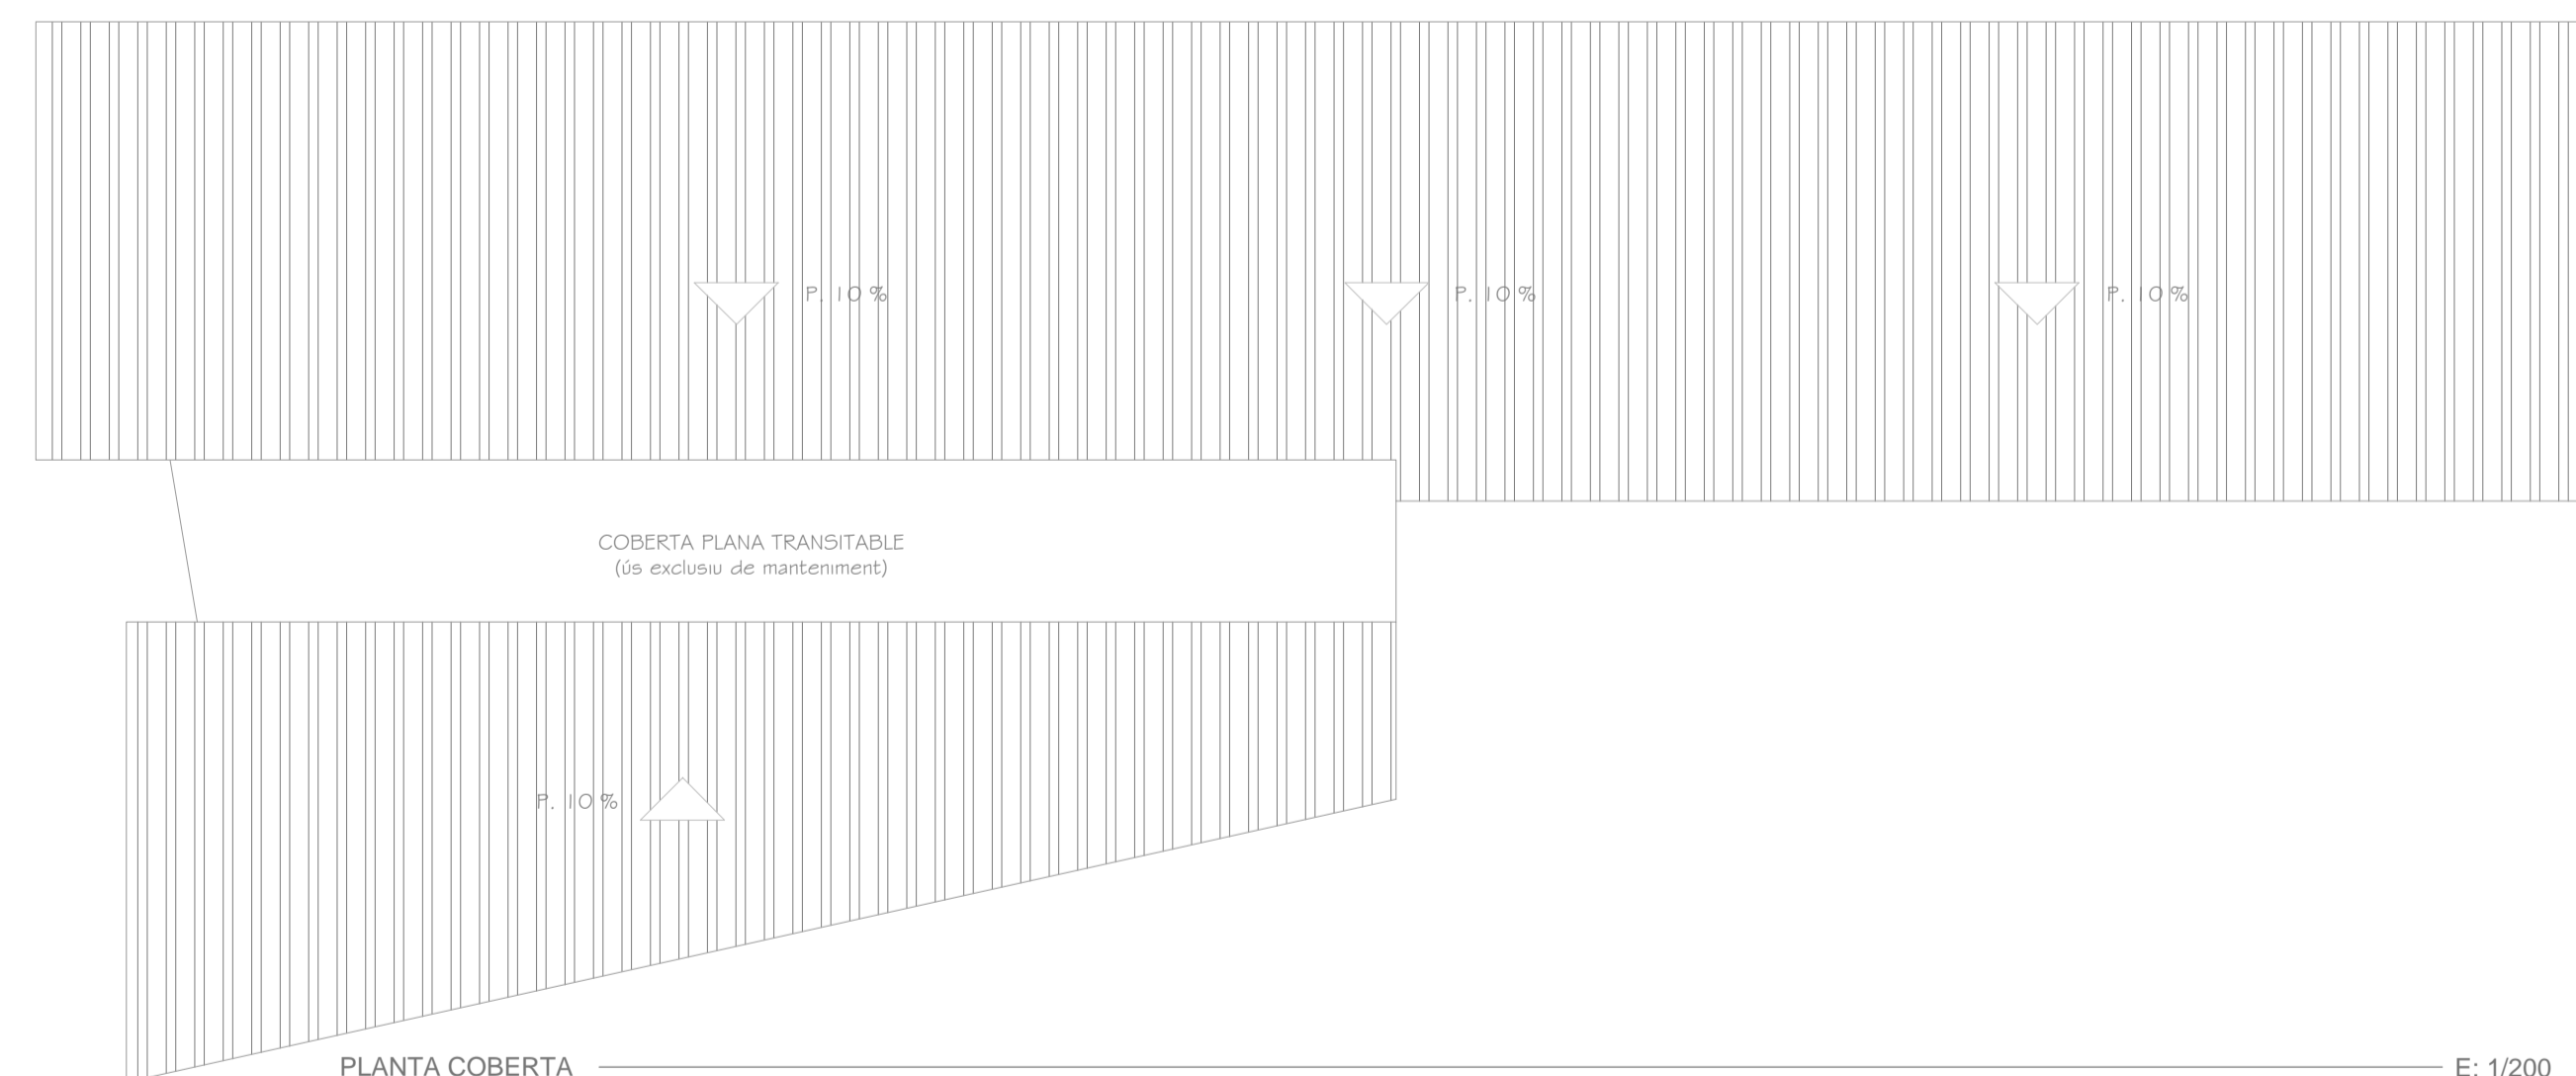 P. 10 %
P. 10 %
P. 10 %
COBERTA PLANA TRANSITABLE
(ús exclusiu de manteniment)
P. 10 %
PLANTA COBERTA
E: 1/200